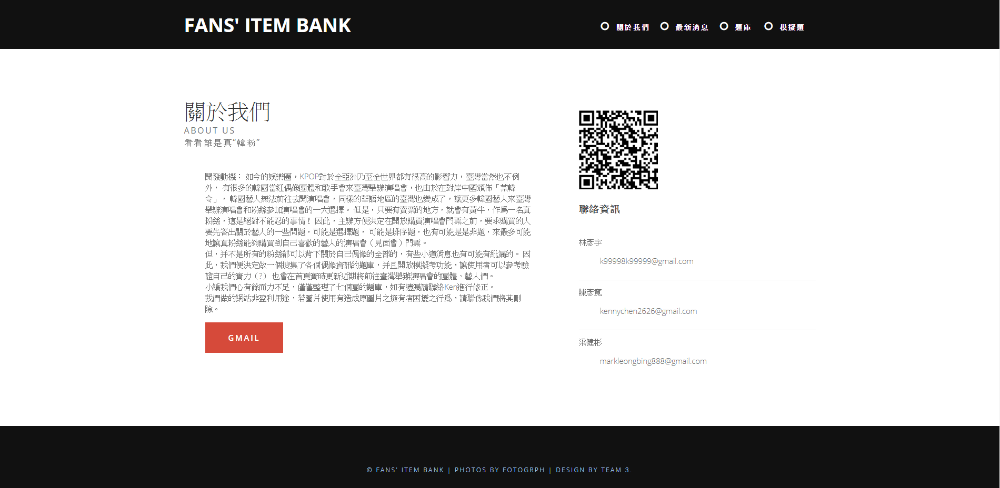 FANS' ITEM BANK
關於我們
最新消息
題庫
模擬題
關於我們
ABOUT US
看看誰是真“韓粉”
開發動機： 如今的娛樂圈，KPOP對於全亞洲乃至全世界都有很高的影響力，臺灣當然也不例
外， 有很多的韓國當紅偶像團體和歌手會來臺灣舉辦演唱會，也由於在對岸中國頒佈「禁韓
令」， 韓國藝人無法前往去開演唱會，同樣的華語地區的臺灣也變成了，讓更多韓國藝人來臺灣
舉辦演唱會和粉絲參加演唱會的一大選擇。 但是，只要有賣票的地方，就會有黃牛，作爲一名真
粉絲，這是絕對不能忍的事情！ 因此，主辦方便決定在開放購買演唱會門票之前，要求購買的人
要先答出關於藝人的一些問題，可能是選擇題， 可能是排序題，也有可能是是非題，來最多可能
地讓真粉絲能夠購買到自己喜歡的藝人的演唱會（見面會）門票。
但，并不是所有的粉絲都可以背下關於自己偶像的全部的，有些小道消息也有可能有紕漏的。 因
此，我們便決定做一個搜集了各個偶像資訊的題庫，并且開放模擬考功能，讓使用者可以參考驗
證自己的實力（?） 也會在首頁實時更新近期將前往臺灣舉辦演唱會的團體、藝人們。
小編我們心有餘而力不足，僅僅整理了七個團的題庫，如有遺漏請聯絡Ken進行修正。
我們做的網站非盈利用途，若圖片使用有造成原圖片之擁有者困擾之行爲，請聯係我們將其刪
除。
GMAIL
聯絡資訊
林彥宇
k99998k99999@gmail.com
陳彥寬
kennychen2626@gmail.com
梁健彬
markleongbing888@gmail.com
© FANS' ITEM BANK | PHOTOS BY FOTOGRPH | DESIGN BY TEAM 3.